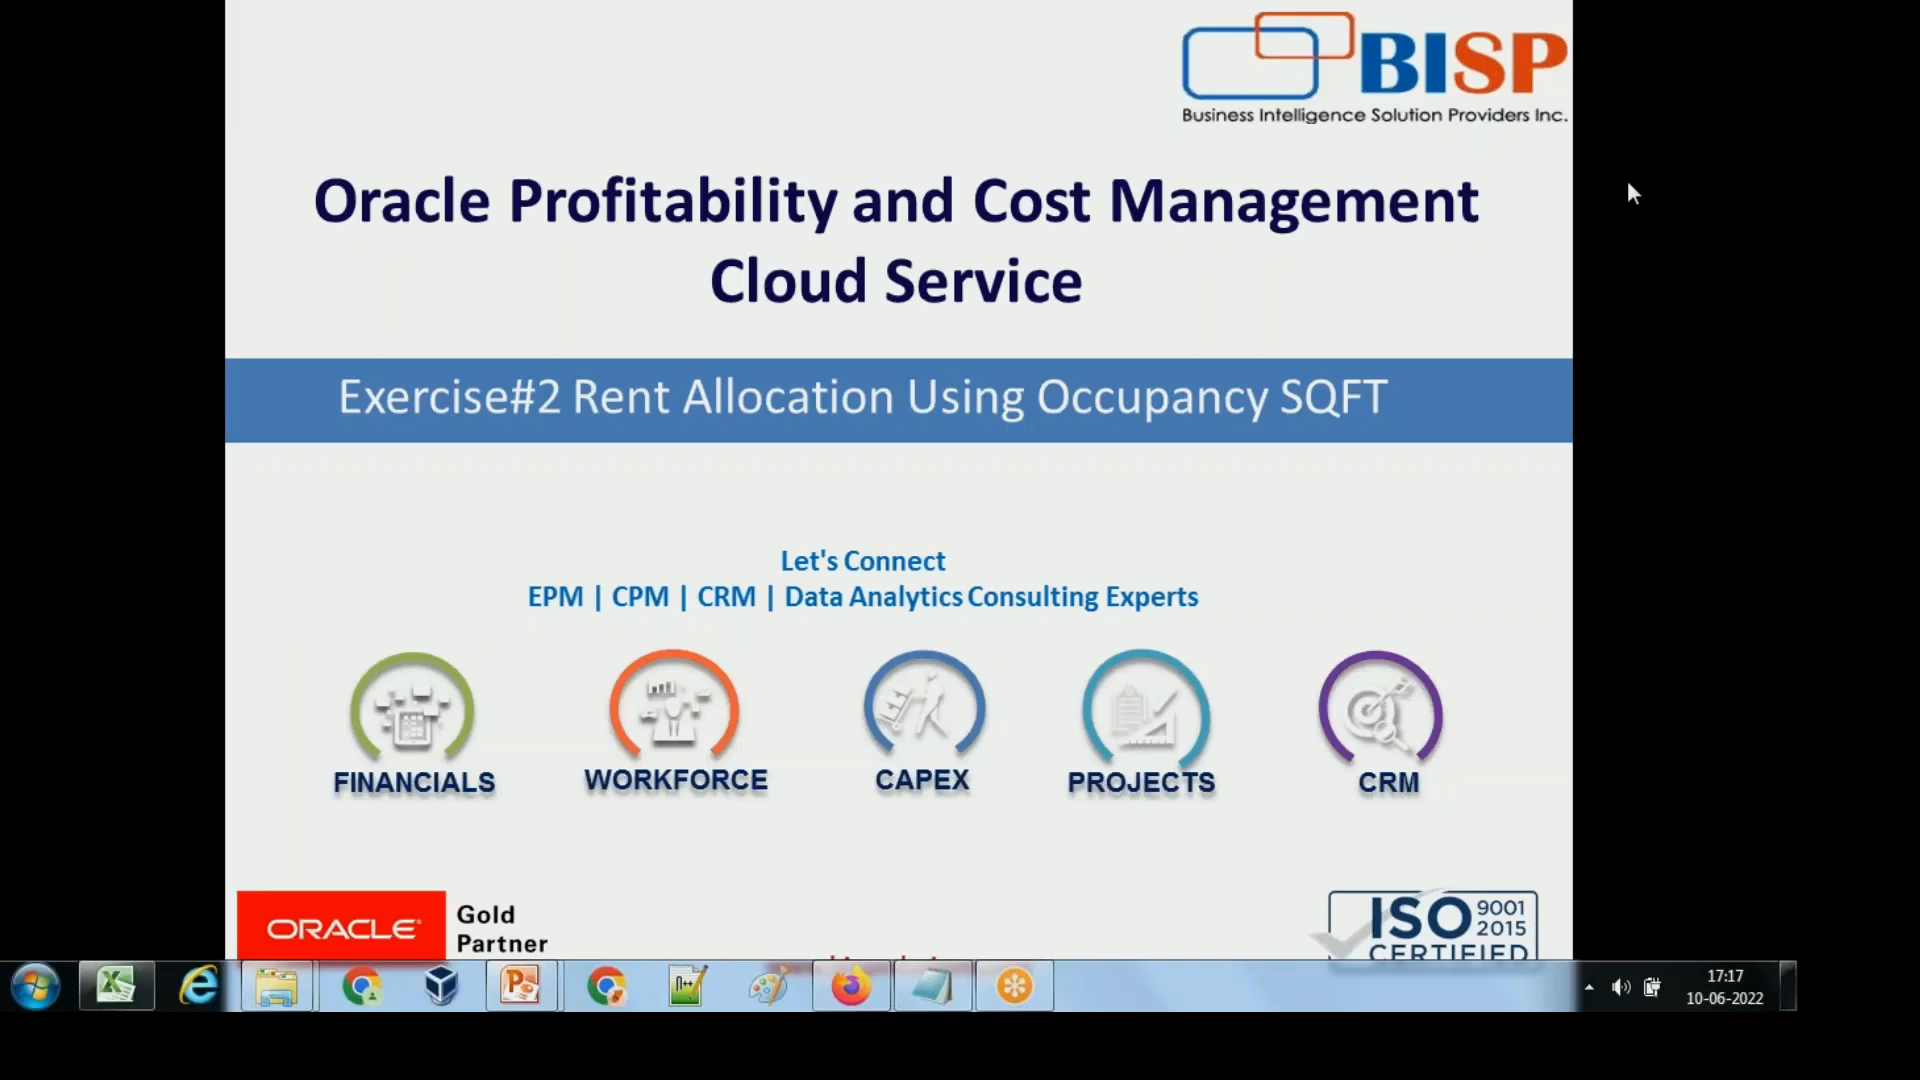 BISP
Business Intelligence Solution Providers Inc.
Oracle Profitability and Cost Management
Cloud Service
Exercise#2 Rent Allocation Using Occupancy SQFT
Let's Connect
EPM | CPM | CRM | Data Analytics Consulting Experts
FINANCIALS
WORKFORCE
CAPEX
PROJECTS
CRM
ORACLE
Gold
Partner
ISO 9001
2015
CERTIFIED
17:17
10-06-2022